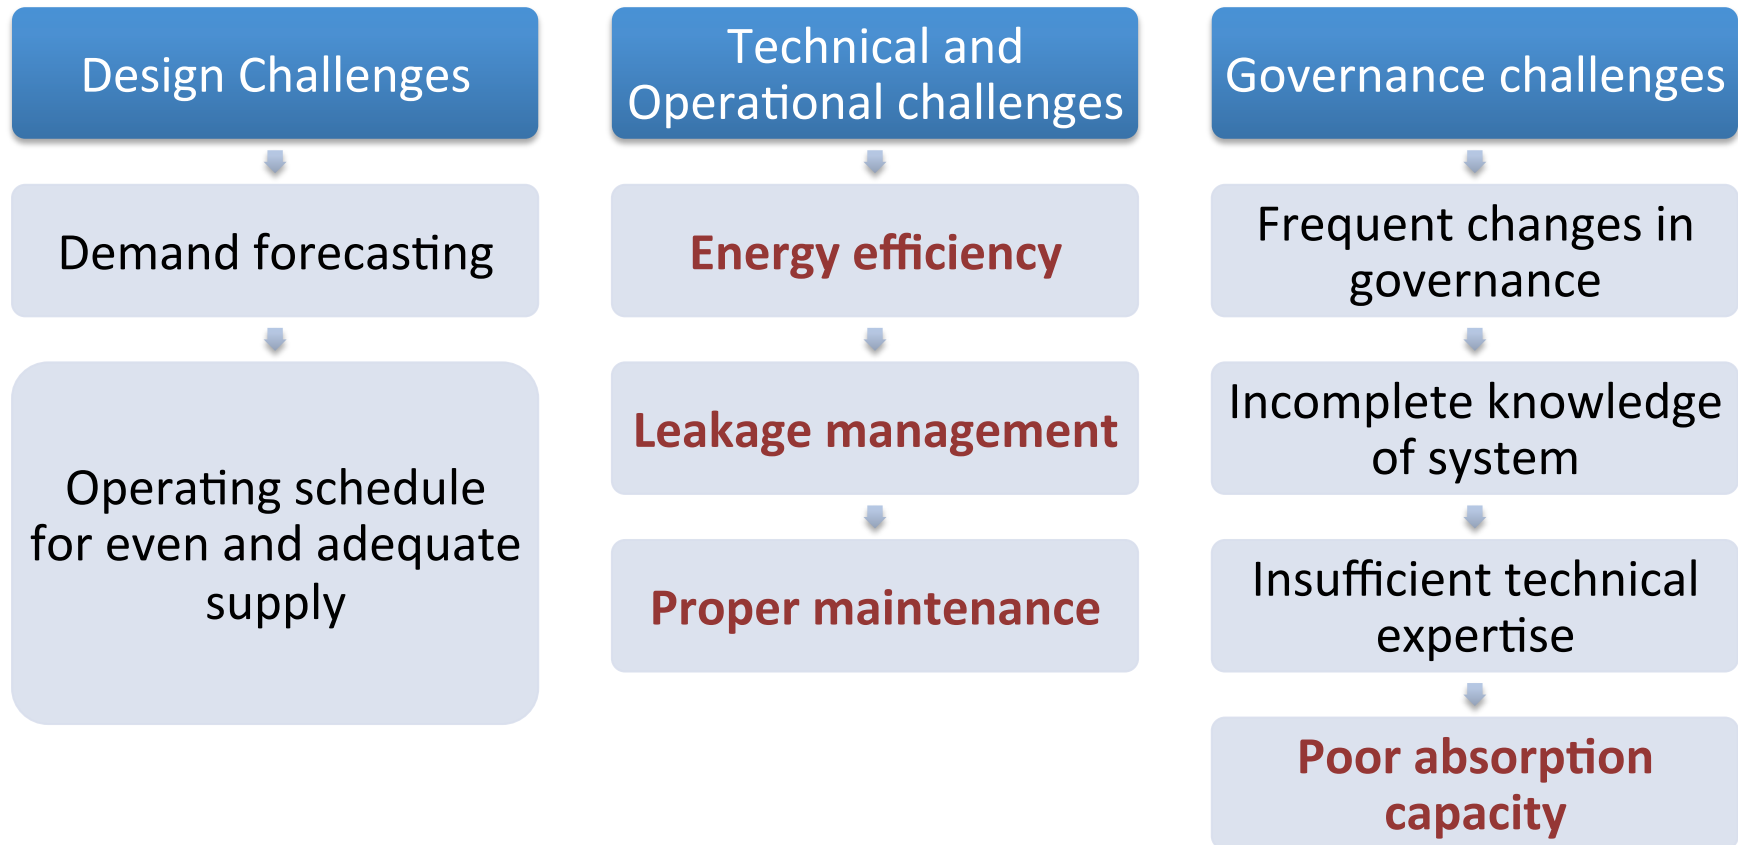 Design Challenges
Demand forecasting
Operating schedule
for even and adequate
supply
Technical and
Operational challenges
Energy efficiency
Leakage management
Proper maintenance
Governance challenges
Frequent changes in
governance
Incomplete knowledge
of system
Insufficient technical
expertise
Poor absorption
capacity